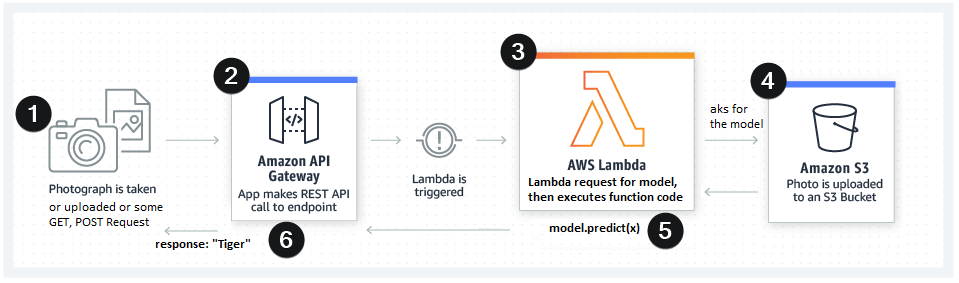 1
Photograph is taken
or uploaded or some
GET, POST Request
2
</>
Amazon API
Gateway
App makes REST API
call to endpoint
!
Lambda is
triggered
3
AWS Lambda
Lambda request for model,
then executes function code
aks for
the model
4
Amazon S3
Photo is uploaded
to an S3 Bucket
model.predict(x)
5
6
response: "Tiger"